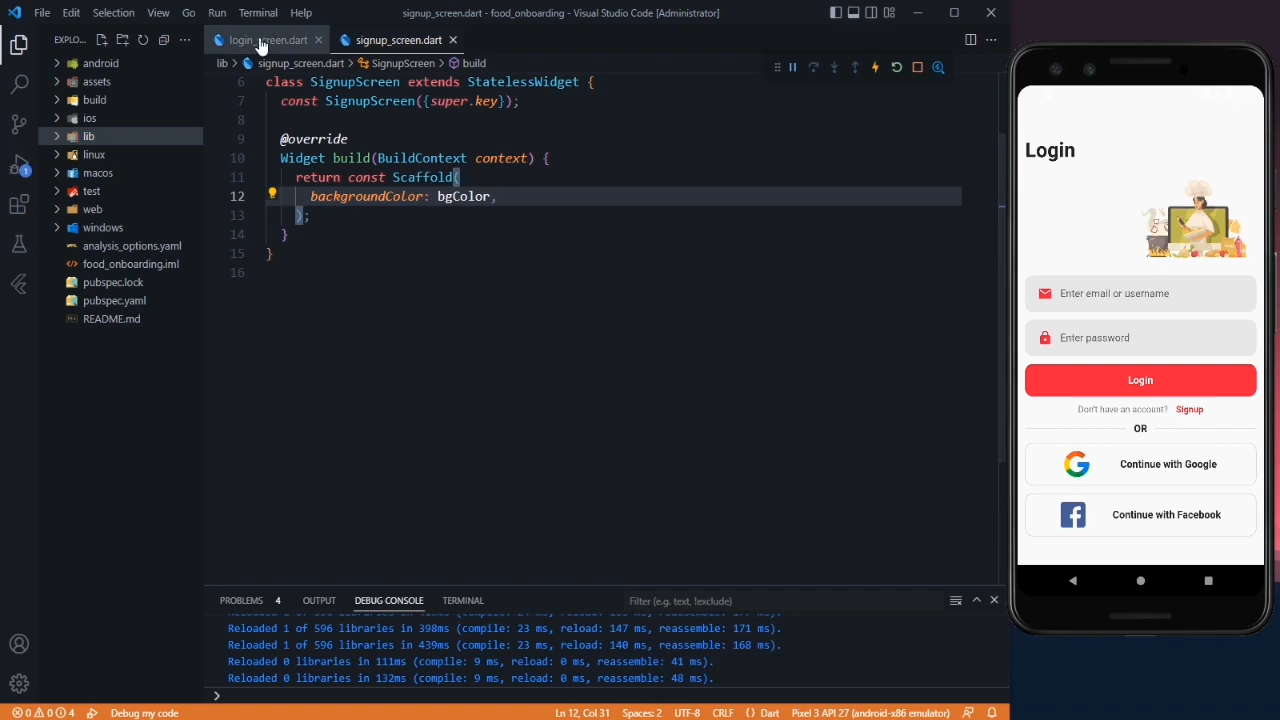 File Edit Selection View Go Run Terminal Help
signup_screen.dart - food_onboarding - Visual Studio Code [Administrator]
EXPLO...
login_screen.dart
signup_screen.dart
lib > signup_screen.dart > SignupScreen > build
android
assets
build
ios
lib
linux
macos
test
web
windows
analysis_options.yaml
food_onboarding.iml
pubspec.lock
pubspec.yaml
README.md
6 class SignupScreen extends StatelessWidget {
7 const SignupScreen({super.key});
8
9 @override
10 Widget build(BuildContext context) {
11 return const Scaffold(
12 backgroundColor: bgColor,
13 );
14 }
15 }
16
PROBLEMS 4 OUTPUT DEBUG CONSOLE TERMINAL
Filter (e.g. text, !exclude)
Reloaded 1 of 596 libraries in 398ms (compile: 23 ms, reload: 147 ms, reassemble: 171 ms).
Reloaded 1 of 596 libraries in 439ms (compile: 23 ms, reload: 140 ms, reassemble: 168 ms).
Reloaded 0 libraries in 111ms (compile: 9 ms, reload: 0 ms, reassemble: 41 ms).
Reloaded 0 libraries in 132ms (compile: 9 ms, reload: 0 ms, reassemble: 48 ms).
>
0 0 4 Debug my code
Ln 12, Col 31 Spaces: 2 UTF-8 CRLF {} Dart Pixel 3 API 27 (android-x86 emulator)
1
Login
Enter email or username
Enter password
Login
Don't have an account? Signup
OR
Continue with Google
Continue with Facebook